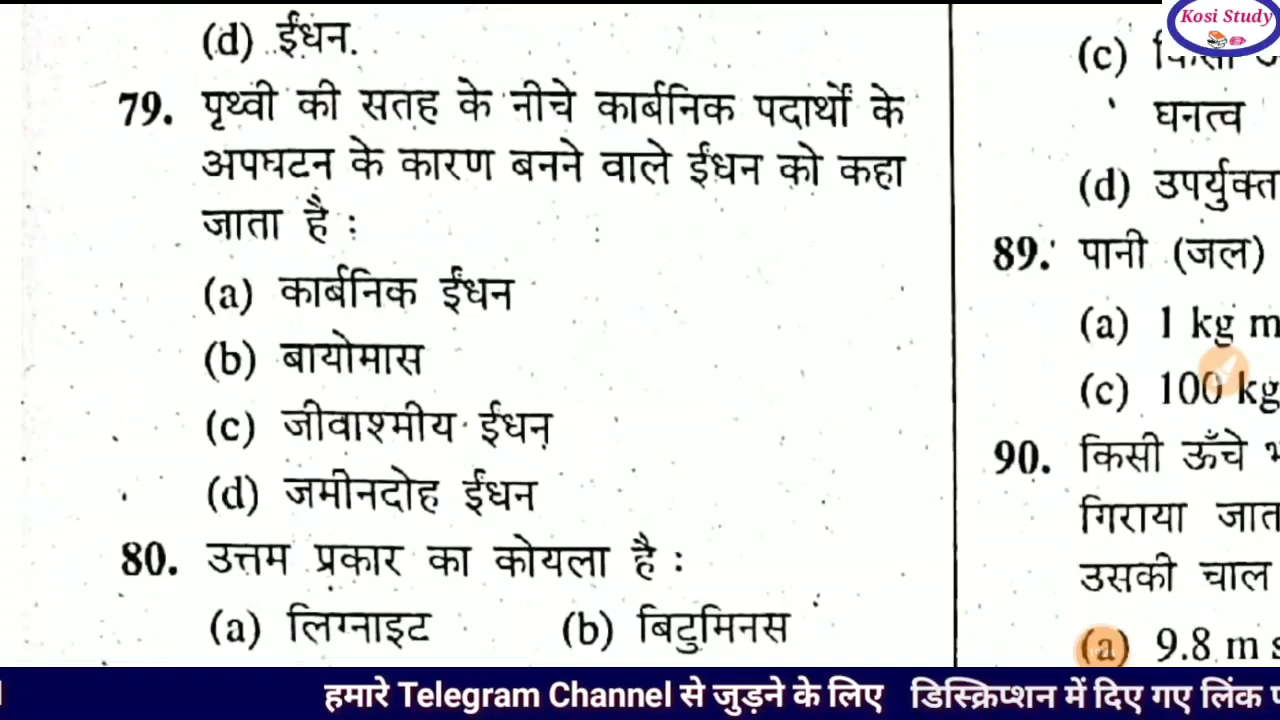 (d) ईंधन.
79. पृथ्वी की सतह के नीचे कार्बनिक पदार्थों के
अपघटन के कारण बनने वाले ईंधन को कहा
जाता है :
(a) कार्बनिक ईंधन
(b) बायोमास
(c) जीवाश्मीय ईंधन
(d) जमीनदोह ईंधन
80. उत्तम प्रकार का कोयला है :
(a) लिग्नाइट (b) बिटुमिनस
Kosi Study
(c)
घनत्व
(d) उपर्युक्त
89. पानी (जल)
(a) 1 kg m
(c) 100 kg
90. किसी ऊँचे
गिराया जात
उसकी चाल
(a) 9.8 m s
हमारे Telegram Channel से जुड़ने के लिए डिस्क्रिप्शन में दिए गए लिंक